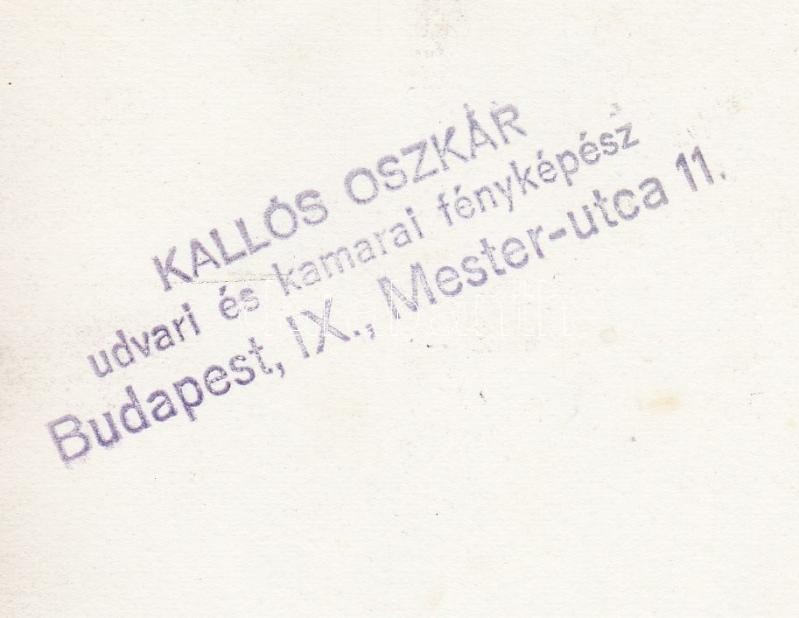 KALLÓS OSZKÁR
udvari és kamarai fényképész
Budapest, IX., Mester-utca 11.